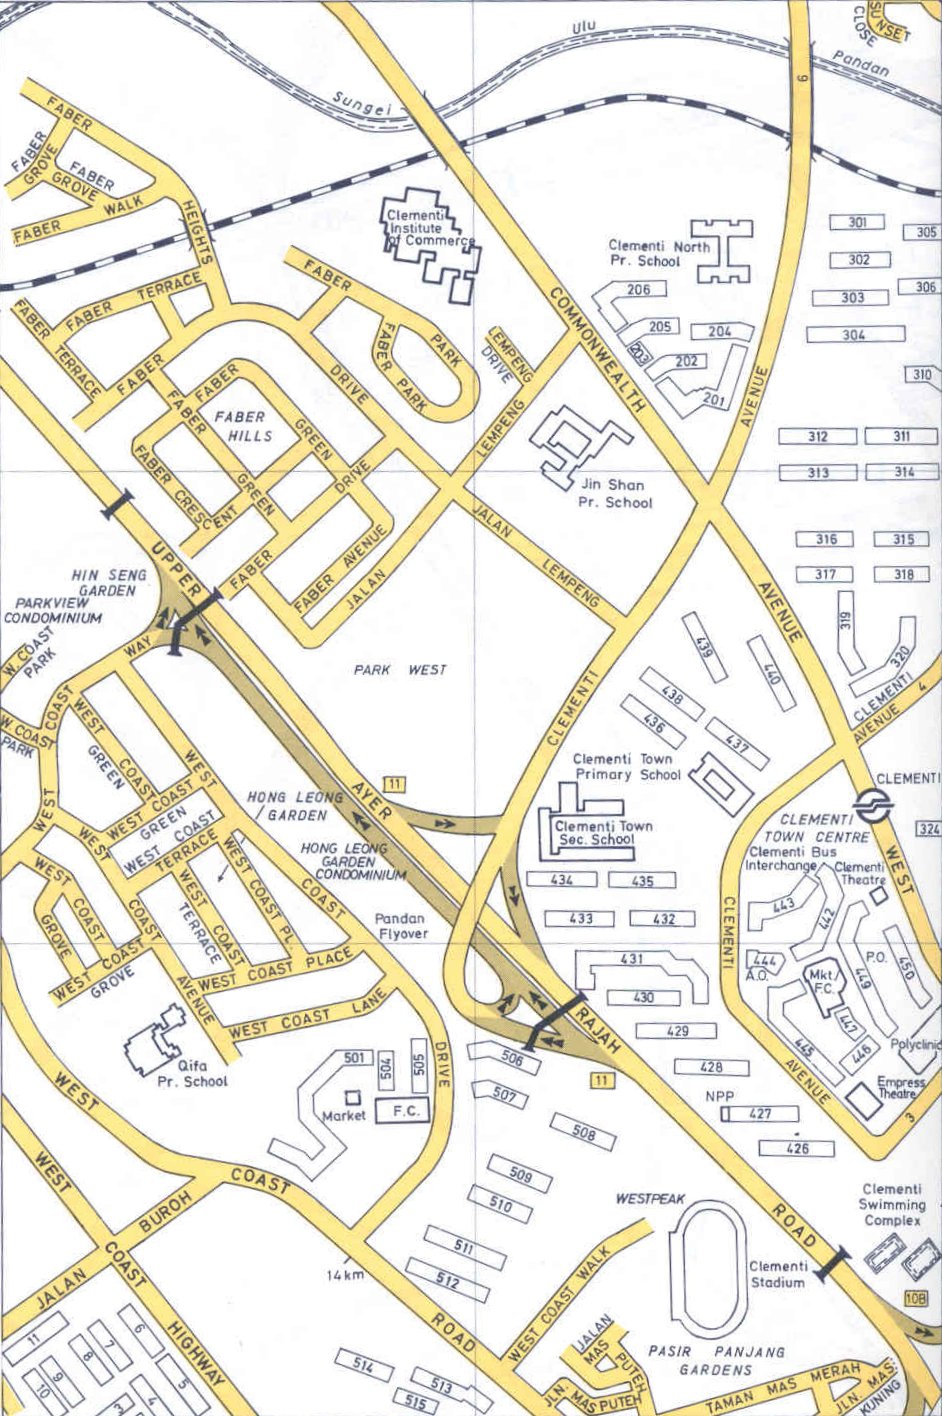 SUNSET
CLOSE
Ulu
Pandan
Sungei
6
FABER
FABER
GROVE
FABER
GROVE
FABER WALK
HEIGHTS
Clementi
Institute
of Commerce
Clementi North
Pr. School
301
305
302
306
303
304
310
206
205
204
203
202
201
FABER TERRACE
FABER
TERRACE
FABER
PARK
FABER PARK
LEMPENG
DRIVE
COMMONWEALTH
AVENUE
FABER
DRIVE
FABER
GREEN
FABER
HILLS
FABER
GREEN
FABER CRESCENT
DRIVE
LEMPENG
Jin Shan
Pr. School
312
311
313
314
316
315
317
318
319
320
JALAN
LEMPENG
FABER
FABER AVENUE
JALAN
UPPER
HIN SENG
GARDEN
PARKVIEW
CONDOMINIUM
W. COAST
PARK
WAY
COAST
W. COAST
PARK
WEST
PARK WEST
CLEMENTI
AVENUE
439
440
438
436
437
CLEMENTI
AVENUE 4
Clementi Town
Primary School
CLEMENTI
WEST
COAST
GREEN
WEST
WEST COAST
GREEN
WEST COAST
TERRACE
HONG LEONG
GARDEN
HONG LEONG
GARDEN
CONDOMINIUM
AYER
11
Clementi Town
Sec. School
CLEMENTI
TOWN CENTRE
Clementi Bus
Interchange
Clementi
Theatre
WEST
324
434
435
433
432
431
430
429
428
NPP
427
426
443
442
444
A.O.
Mkt/
F.C.
P.O.
449
450
447
446
445
Polyclinic
Empress
Theatre
CLEMENTI
AVENUE
3
WEST
WEST
COAST
GROVE
WEST COAST
GROVE
COAST
AVENUE
WEST
COAST
TERRACE
WEST COAST PL.
COAST
WEST COAST PLACE
WEST COAST LANE
DRIVE
Pandan
Flyover
Qifa
Pr. School
501
504
505
Market
F.C.
RAJAH
11
506
507
508
509
510
511
512
WEST
COAST
ROAD
14km
WEST
COAST
HIGHWAY
JALAN BUROH
11
10
9
8
7
6
5
4
3
514
513
515
WEST COAST WALK
WESTPEAK
Clementi
Stadium
ROAD
Clementi
Swimming
Complex
10B
PASIR PANJANG
GARDENS
JALAN
MAS PUTEH
JLN. MAS PUTEH
TAMAN MAS MERAH
JLN. MAS
KUNING